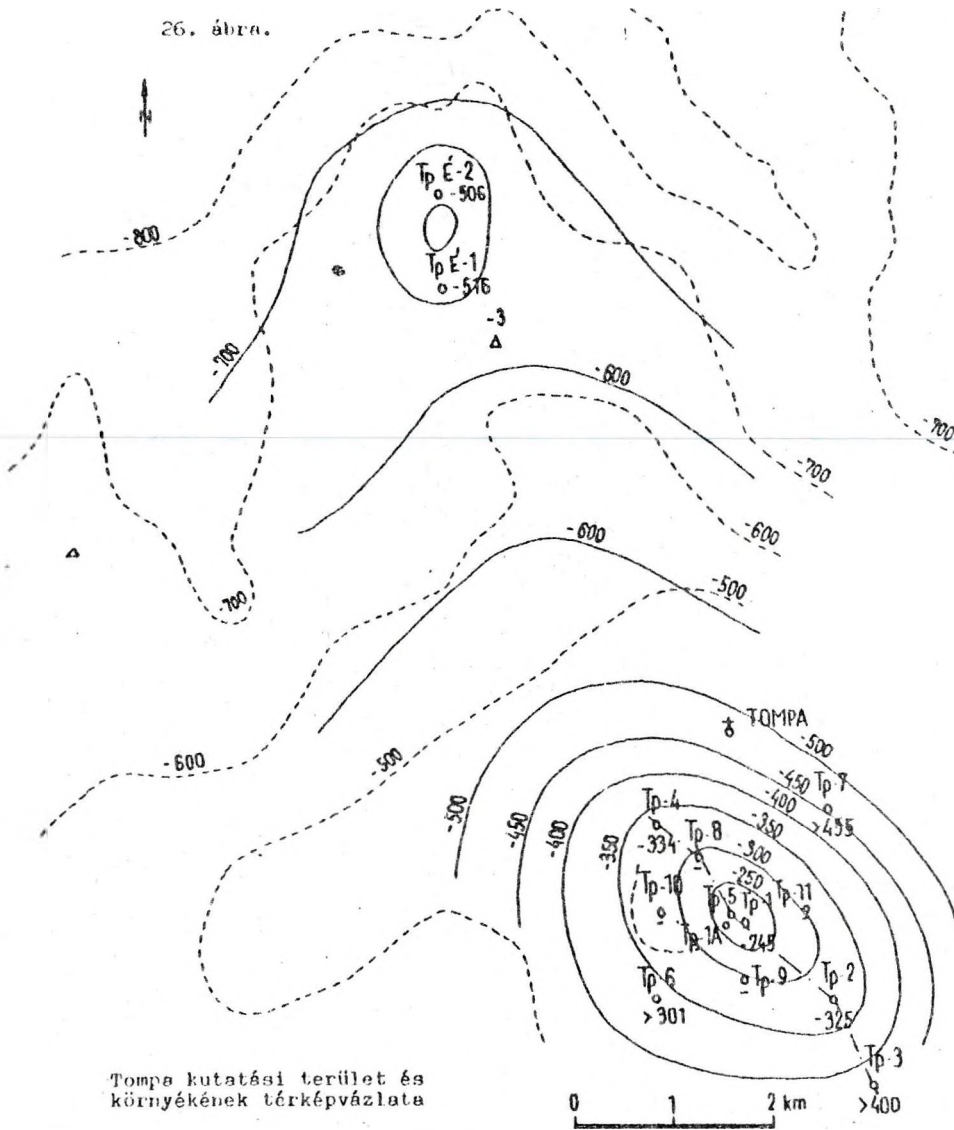 26. ábra.
N
Tp É-2
-506
Tp É-1
-516
-3
-800
-700
-600
-700
-700
-600
-600
-700
-500
-600
-500
TOMPA
-500
-450
Tp-7
-400
>455
-350
Tp-4
-334
Tp-8
-300
-250
Tp-11
-500
-450
-400
-350
Tp-10
Tp-5
Tp-1
Tp-1A
-245
Tp-9
Tp-6
>301
Tp-2
-325
Tp-3
>400
Tompa kutatási terület és
környékének térképvázlata
0 1 2 km